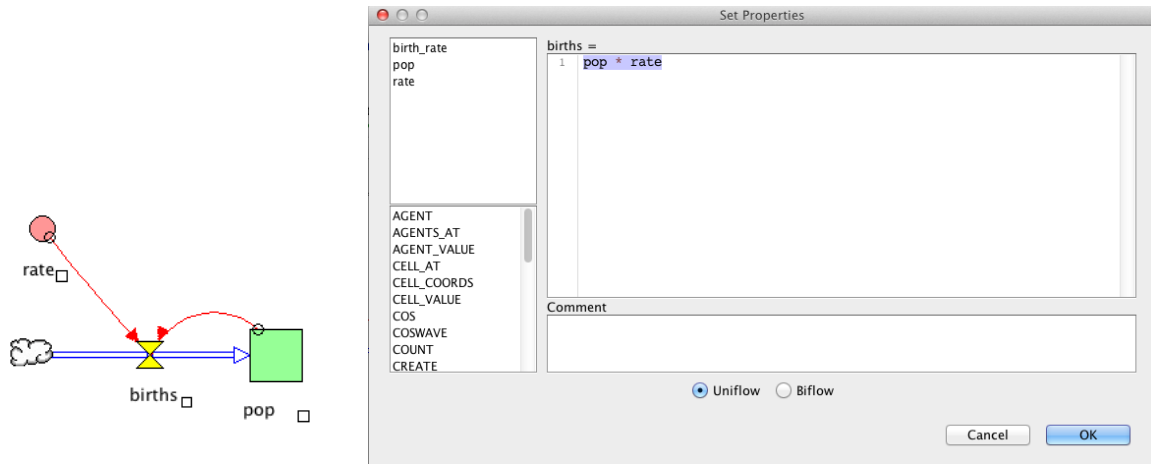 rate
births
pop
Set Properties
birth_rate
pop
rate
AGENT
AGENTS_AT
AGENT_VALUE
CELL_AT
CELL_COORDS
CELL_VALUE
COS
COSWAVE
COUNT
CREATE
births =
1 pop * rate
Comment
Uniflow Biflow
Cancel OK